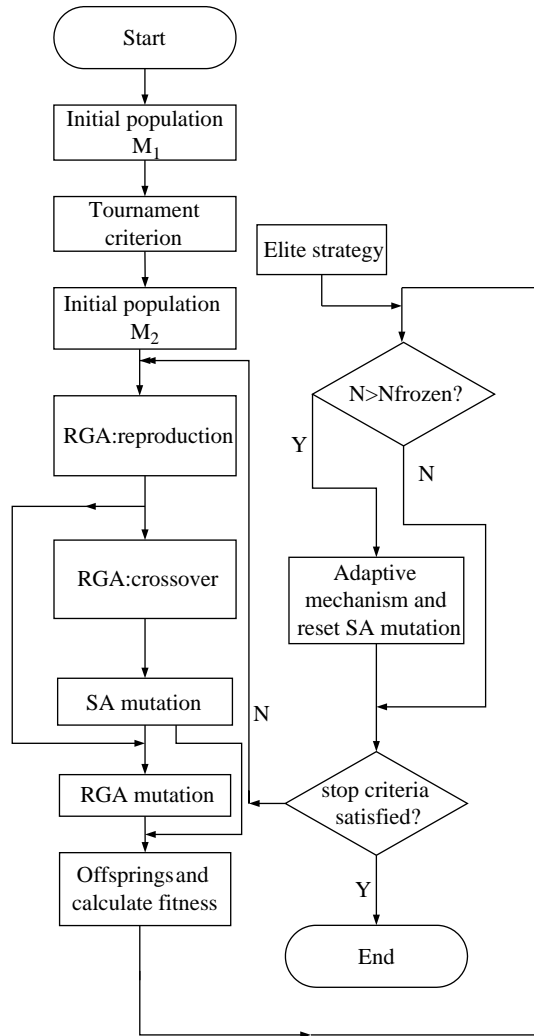 Start
Initial population
M1
Tournament
criterion
Initial population
M2
RGA:reproduction
RGA:crossover
SA mutation
RGA mutation
Offsprings and
calculate fitness
Elite strategy
N>Nfrozen?
Y
N
Adaptive
mechanism and
reset SA mutation
N
stop criteria
satisfied?
Y
End